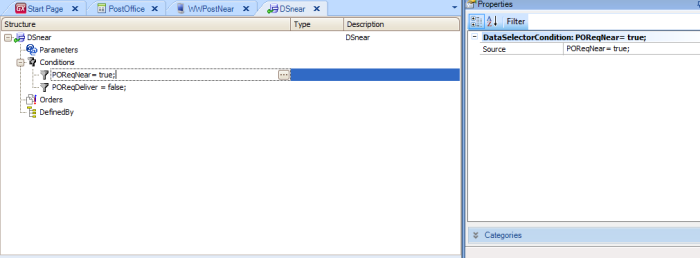 GX Start Page PostOffice WWPostNear DSnear
Structure Type Description
DSnear DSnear
Parameters
Conditions
POReqNear= true; ...
POReqDeliver = false;
Orders
DefinedBy
Properties
Filter
DataSelectorCondition: POReqNear= true;
Source POReqNear= true;
Categories